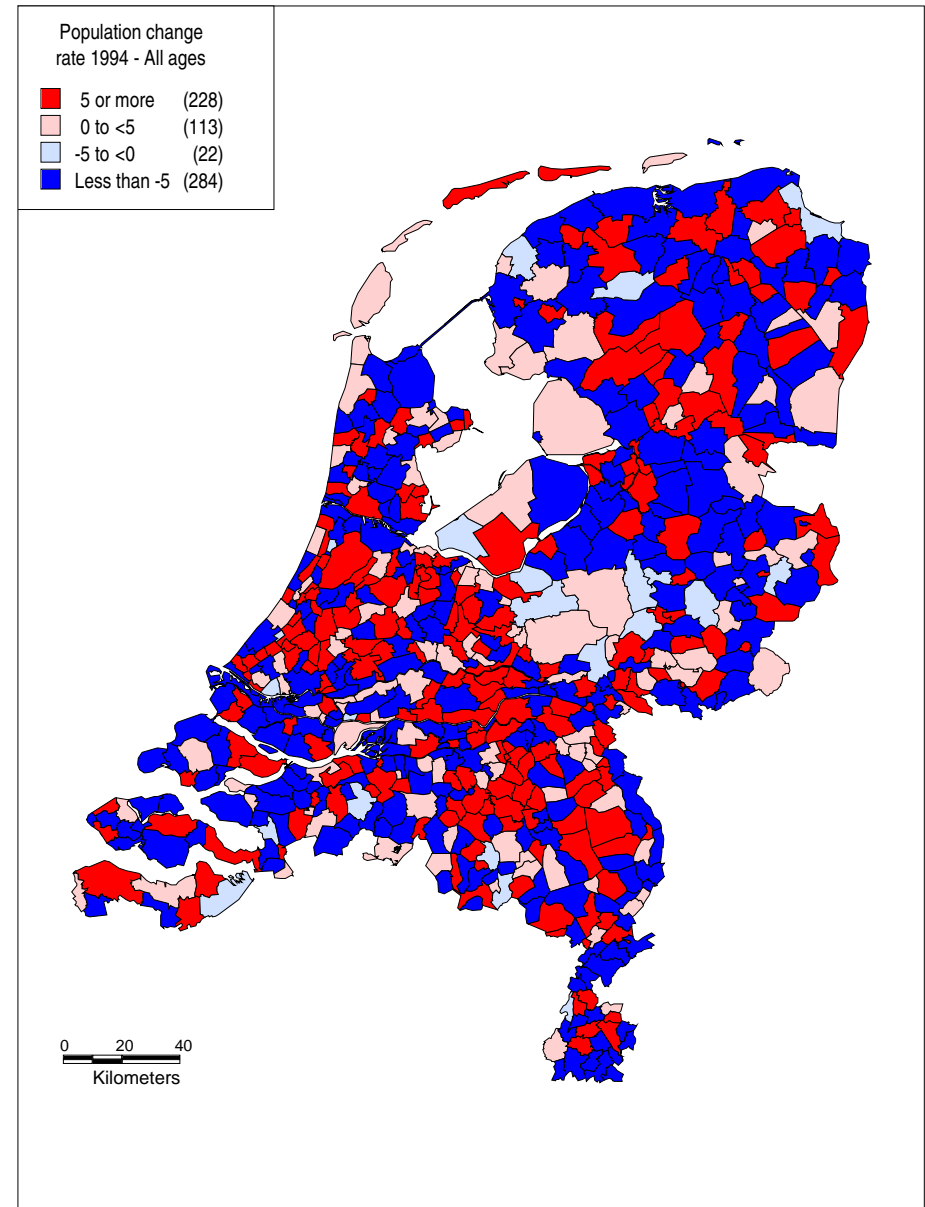 Population change
rate 1994 - All ages
5 or more (228)
0 to <5 (113)
-5 to <0 (22)
Less than -5 (284)
0 20 40
Kilometers